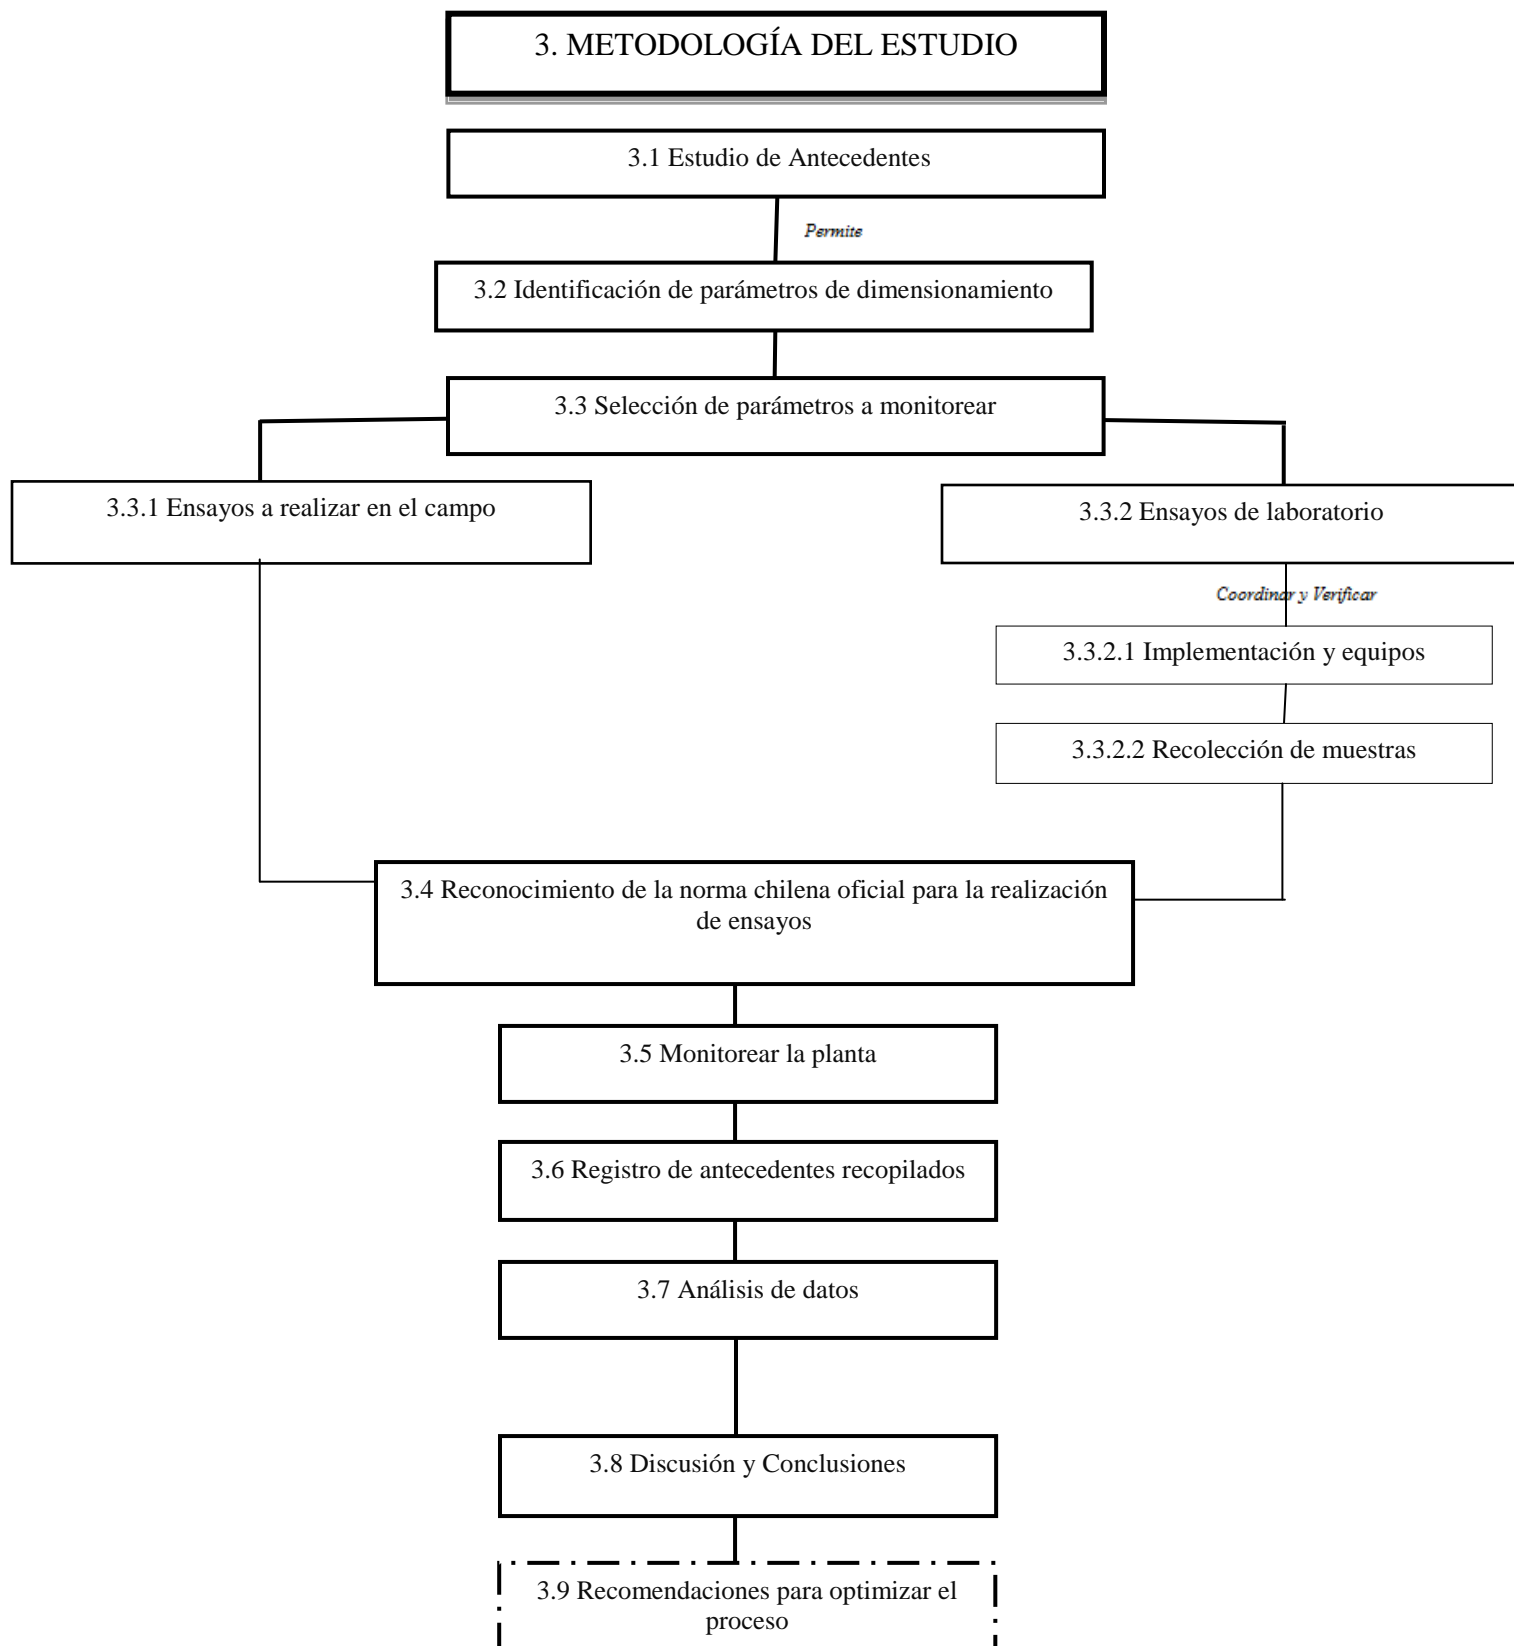 3. METODOLOGÍA DEL ESTUDIO
3.1 Estudio de Antecedentes
Permite
3.2 Identificación de parámetros de dimensionamiento
3.3 Selección de parámetros a monitorear
3.3.1 Ensayos a realizar en el campo
3.3.2 Ensayos de laboratorio
Coordinar y Verificar
3.3.2.1 Implementación y equipos
3.3.2.2 Recolección de muestras
3.4 Reconocimiento de la norma chilena oficial para la realización
de ensayos
3.5 Monitorear la planta
3.6 Registro de antecedentes recopilados
3.7 Análisis de datos
3.8 Discusión y Conclusiones
3.9 Recomendaciones para optimizar el
proceso